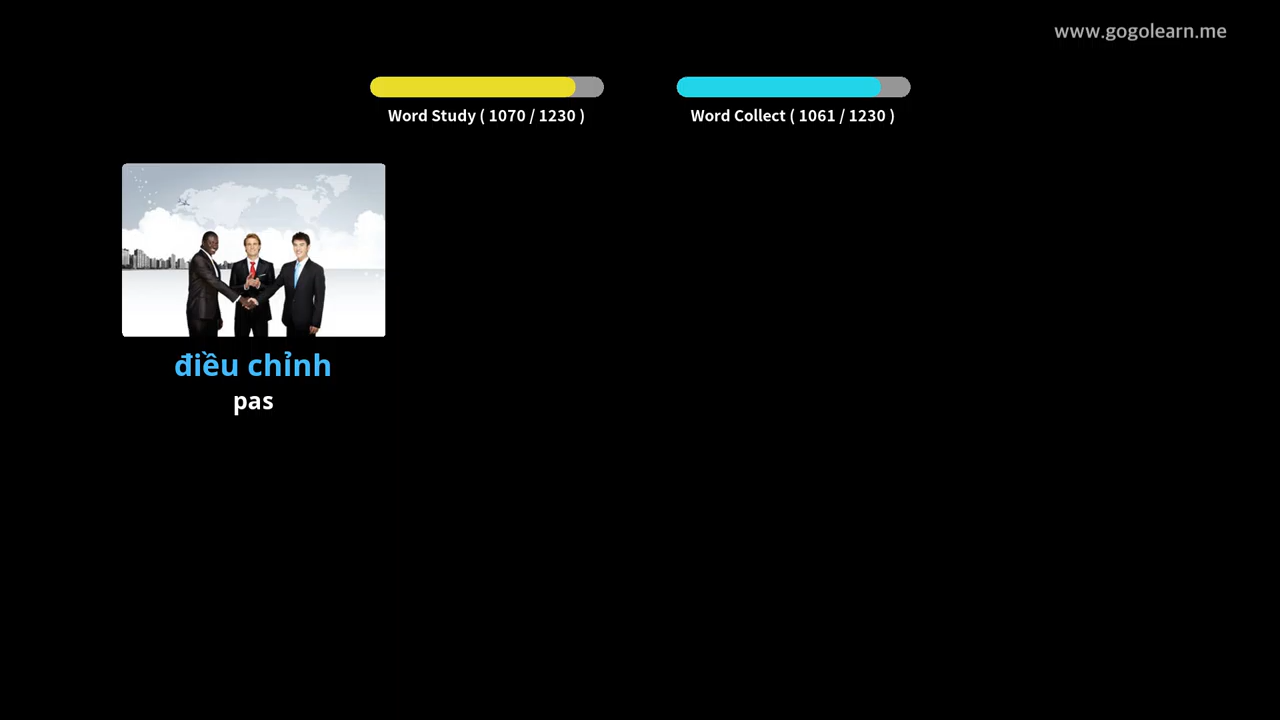 www.gogolearn.me
Word Study ( 1070 / 1230 )
Word Collect ( 1061 / 1230 )
điều chỉnh
pas